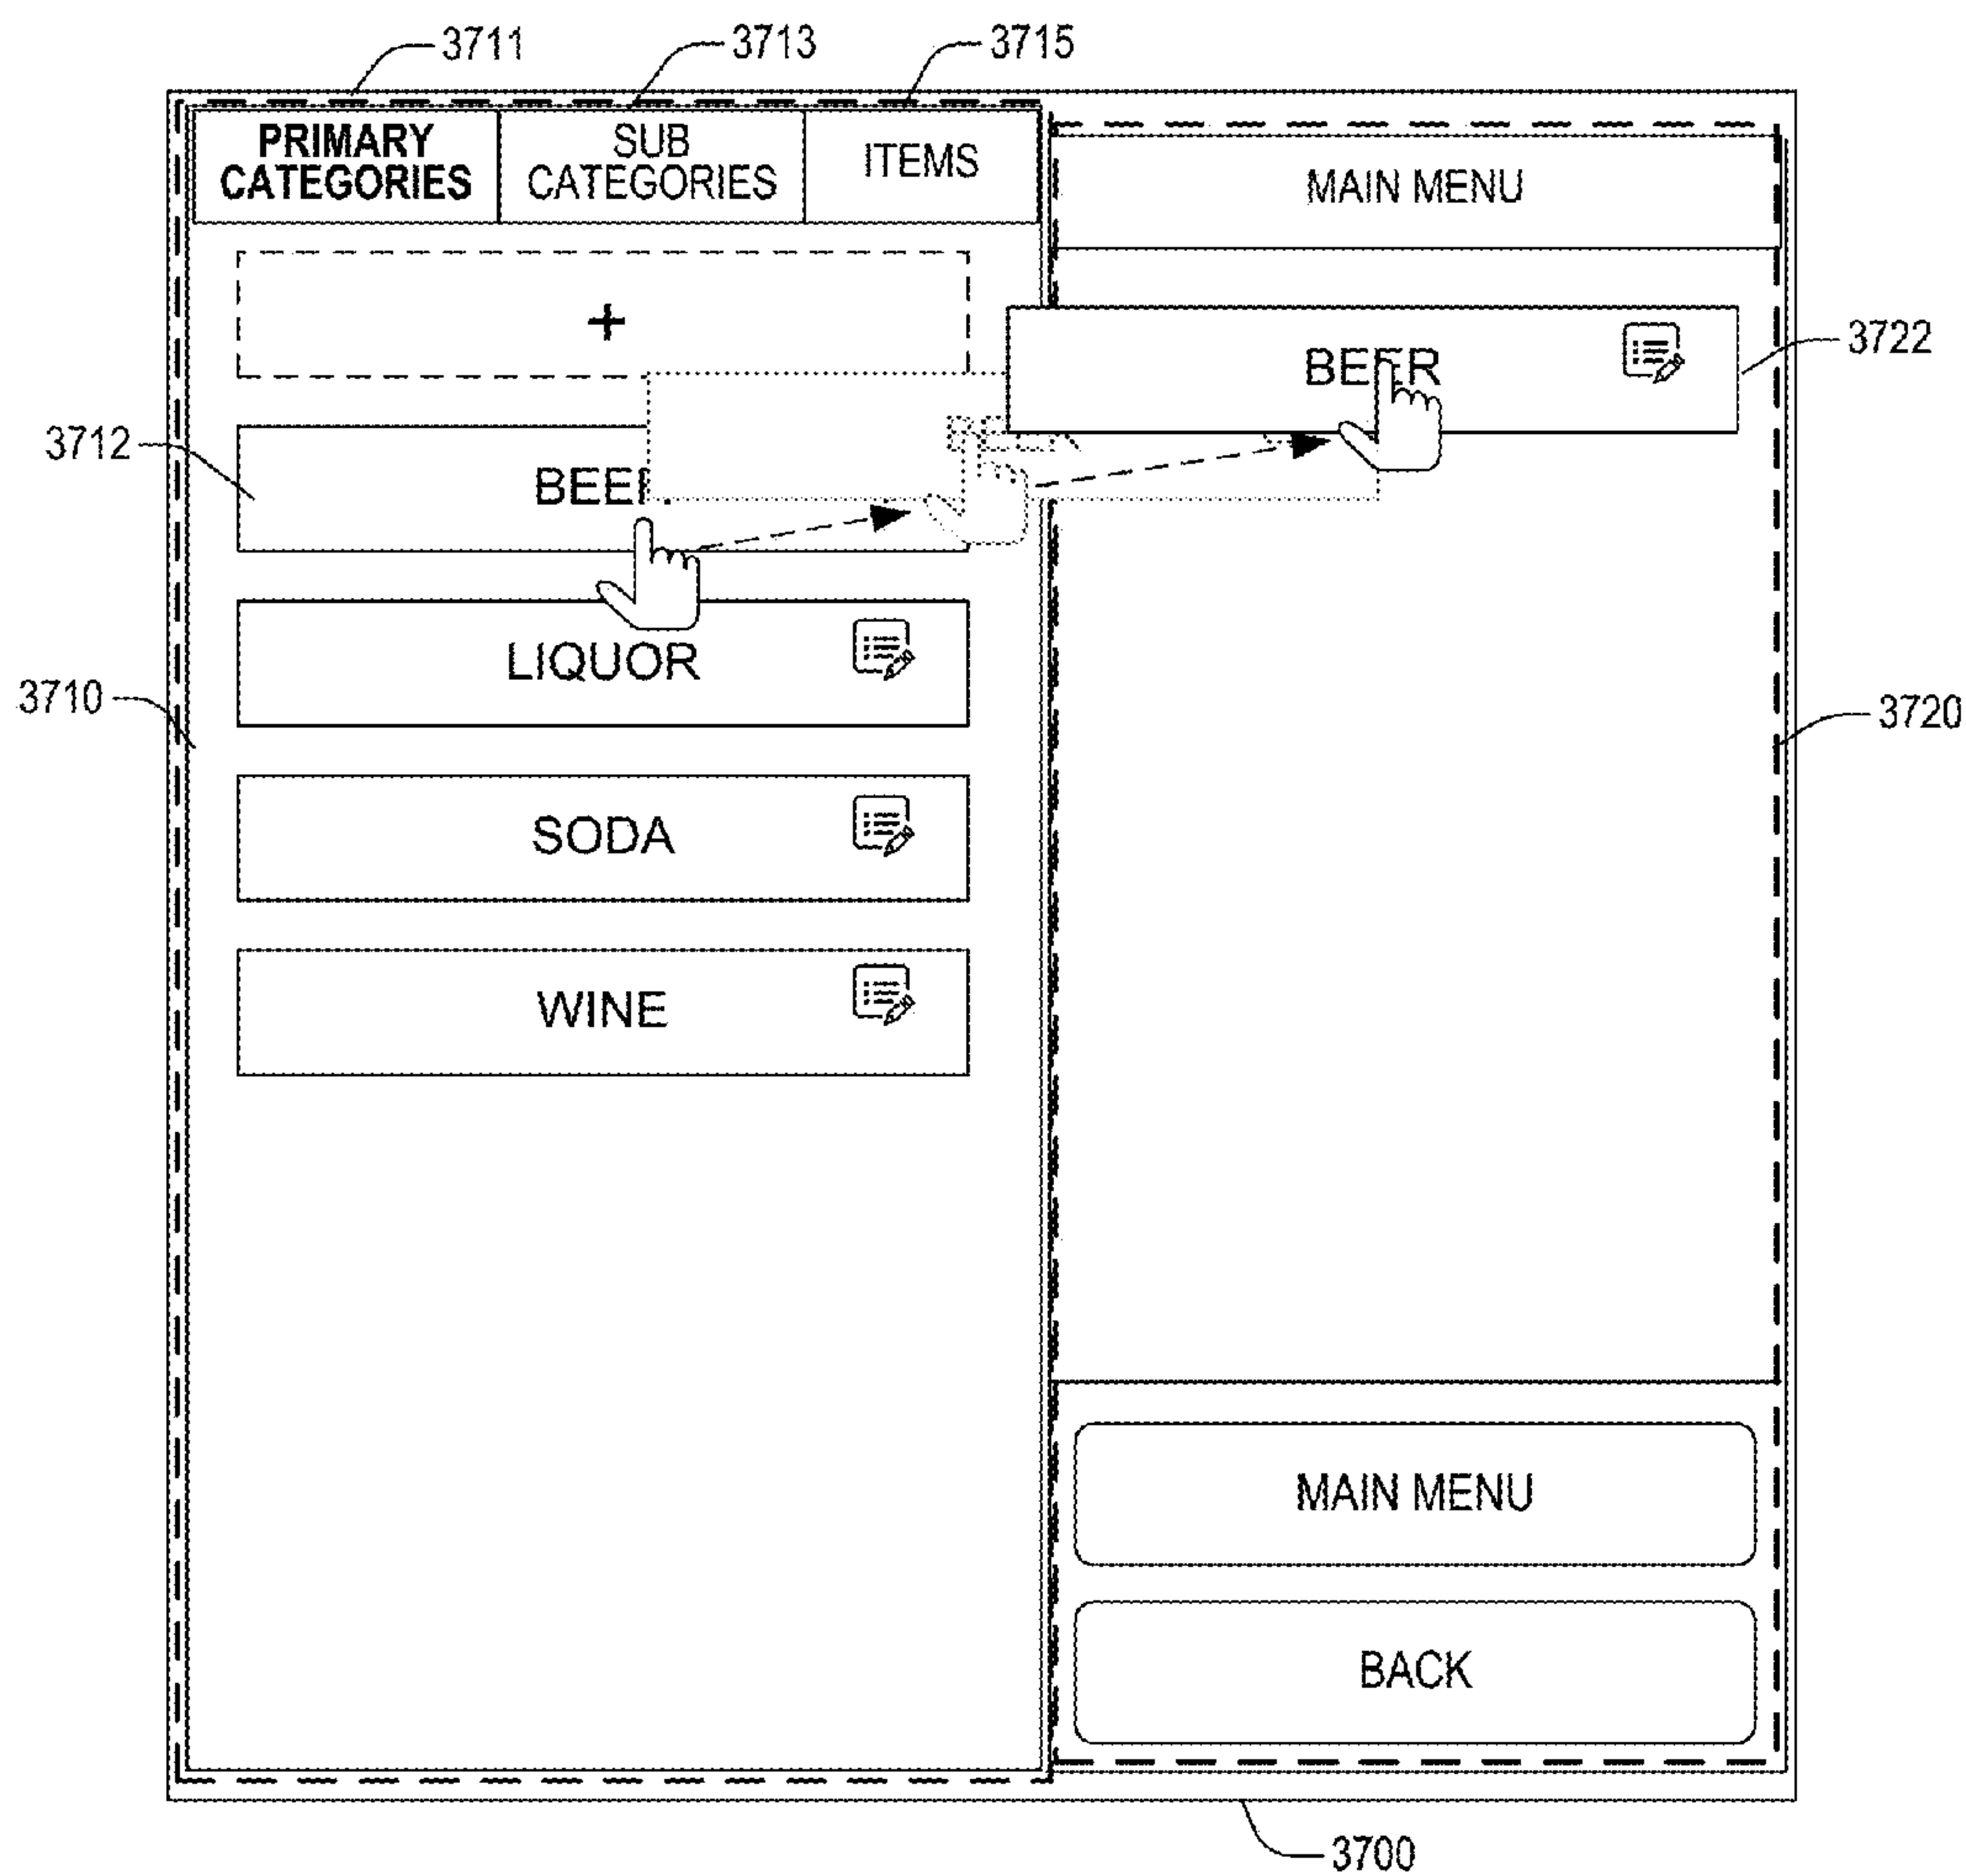 3711
3713
3715
PRIMARY
CATEGORIES
SUB
CATEGORIES
ITEMS
MAIN MENU
+
BEER
3722
3712
LIQUOR
3710
3720
SODA
WINE
MAIN MENU
BACK
3700